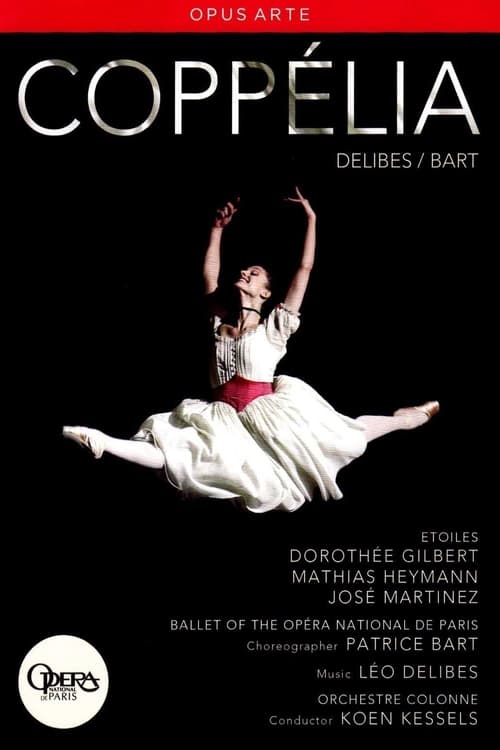 OPUS ARTE
COPPÉLIA
DELIBES / BART
ETOILES
DOROTHÉE GILBERT
MATHIAS HEYMANN
JOSÉ MARTINEZ
BALLET OF THE OPÉRA NATIONAL DE PARIS
Choreographer PATRICE BART
Music LÉO DELIBES
ORCHESTRE COLONNE
Conductor KOEN KESSELS
OPERA
NATIONAL
DE PARIS